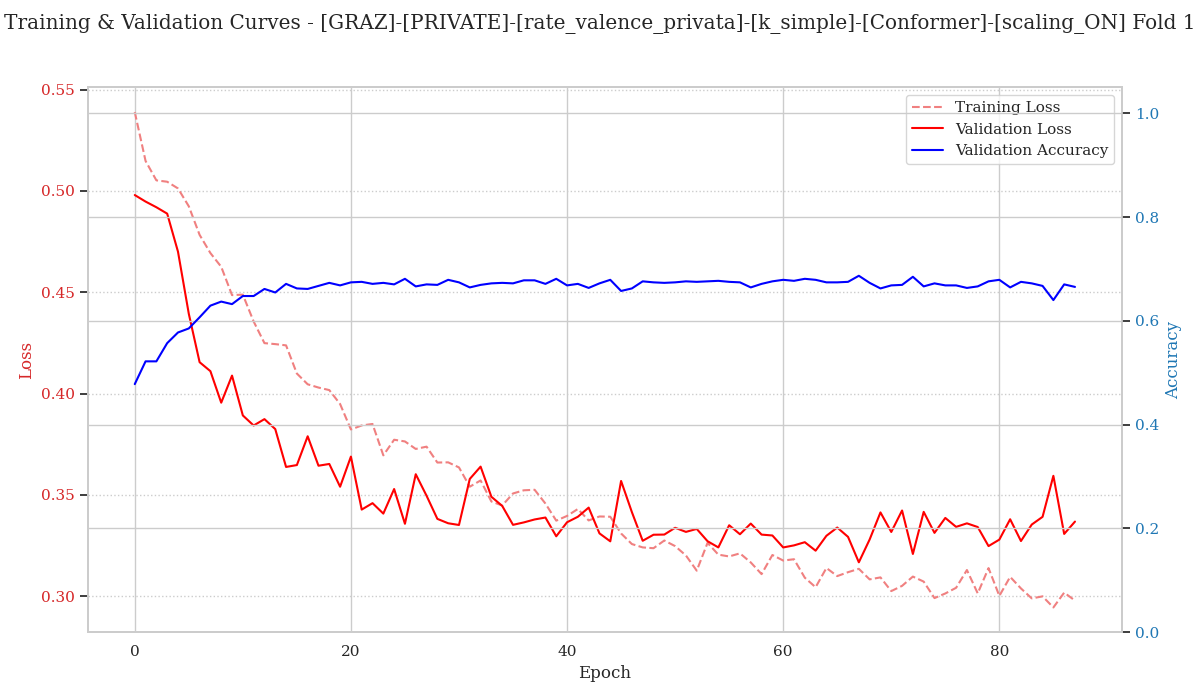 Training & Validation Curves - [GRAZ]-[PRIVATE]-[rate_valence_privata]-[k_simple]-[Conformer]-[scaling_ON] Fold 1
Training Loss
Validation Loss
Validation Accuracy
Loss
0.55
0.50
0.45
0.40
0.35
0.30
Accuracy
1.0
0.8
0.6
0.4
0.2
0.0
0
20
40
60
80
Epoch